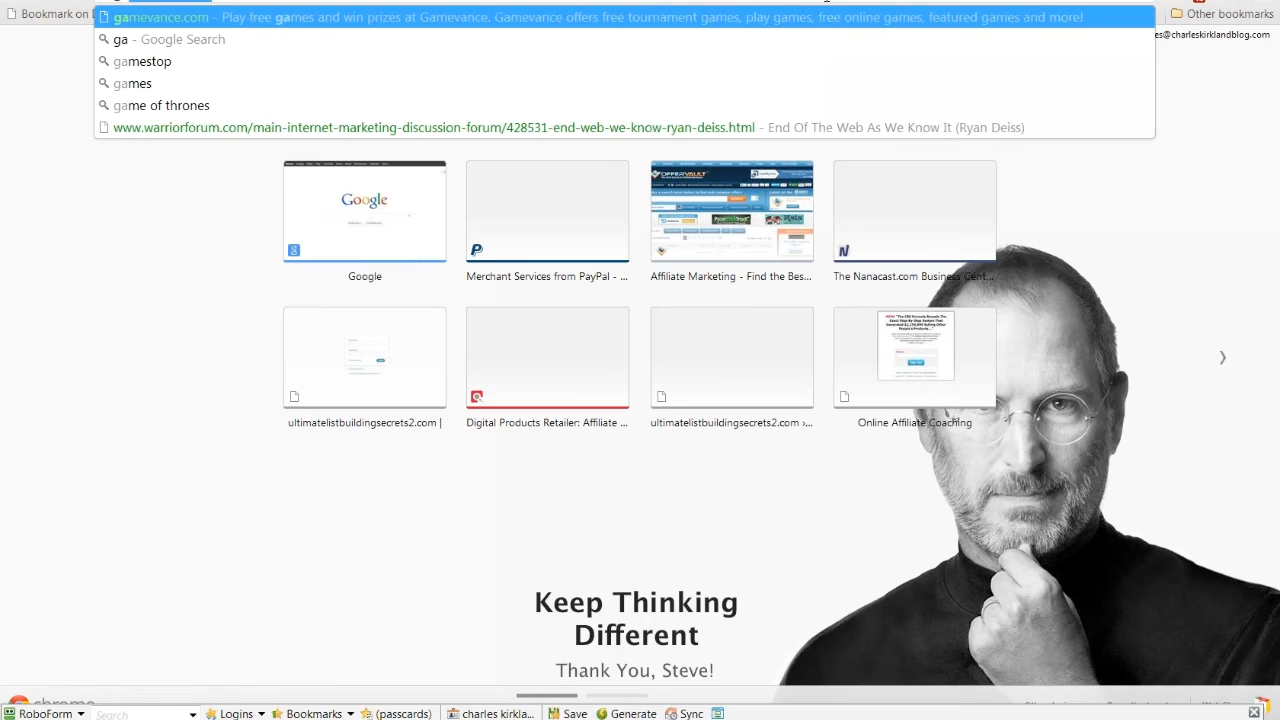 Bookmark on
gamevance.com - Play free games and win prizes at Gamevance. Gamevance offers free tournament games, play games, free online games, featured games and more!
Other bookmarks
es@charleskirklandblog.com
ga - Google Search
gamestop
games
game of thrones
www.warriorforum.com/main-internet-marketing-discussion-forum/428531-end-web-we-know-ryan-deiss.html - End Of The Web As We Know It (Ryan Deiss)
Google
OFFERVAULT
Google
Merchant Services from PayPal - ...
Affiliate Marketing - Find the Bes...
The Nanacast.com Business Cent...
ultimatelistbuildingsecrets2.com |
Digital Products Retailer: Affiliate ...
ultimatelistbuildingsecrets2.com ›...
Online Affiliate Coaching
Keep Thinking
Different
Thank You, Steve!
chrome
RoboForm
Search
Logins
Bookmarks
(passcards)
charles kirkla...
Save
Generate
Sync